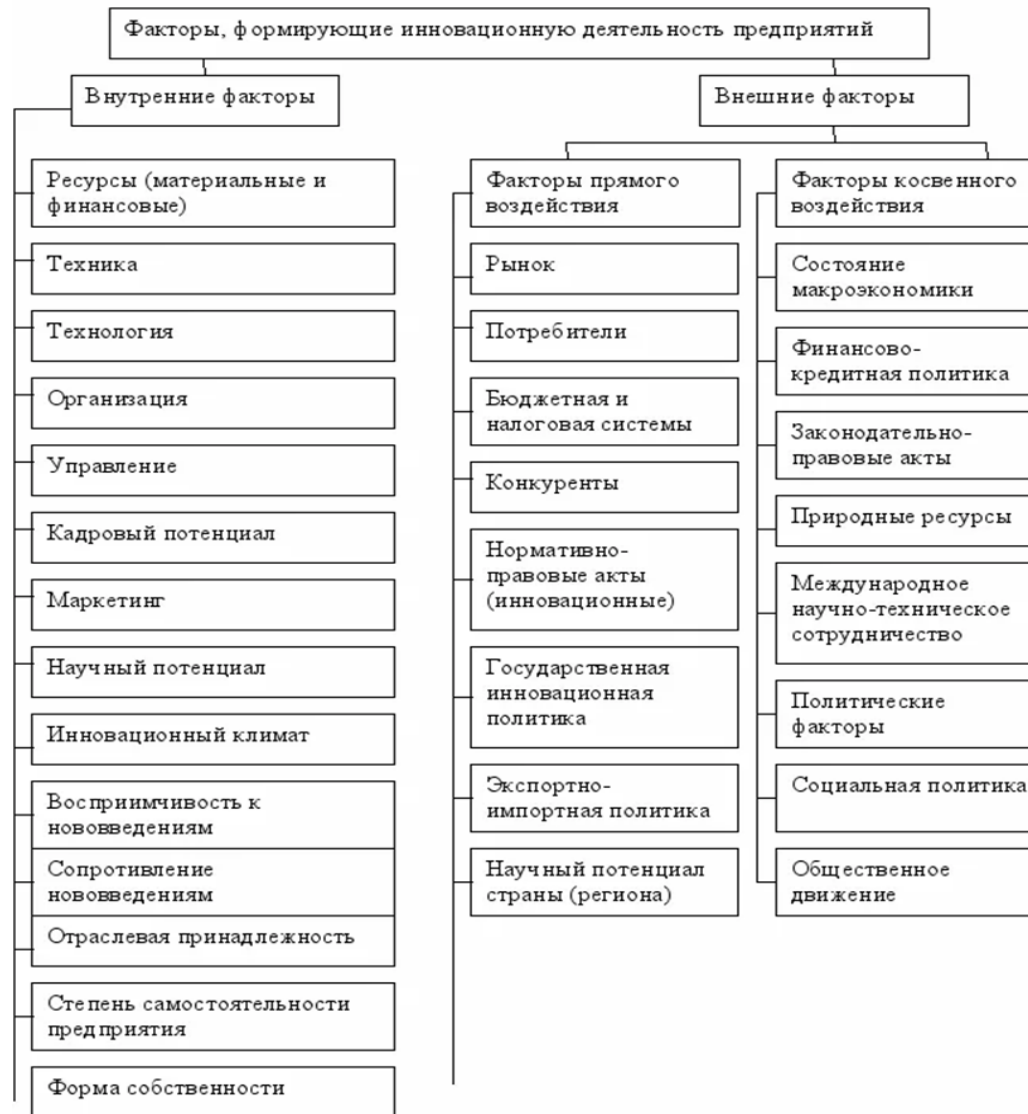 Факторы, формирующие инновационную деятельность предприятий
Внутренние факторы
Ресурсы (материальные и
финансовые)
Техника
Технология
Организация
Управление
Кадровый потенциал
Маркетинг
Научный потенциал
Инновационный климат
Восприимчивость к
нововведениям
Сопротивление
нововведениям
Отраслевая принадлежность
Степень самостоятельности
предприятия
Форма собственности
Внешние факторы
Факторы прямого
воздействия
Рынок
Потребители
Бюджетная и
налоговая системы
Конкуренты
Нормативно-
правовые акты
(инновационные)
Государственная
инновационная
политика
Экспортно-
импортная политика
Научный потенциал
страны (региона)
Факторы косвенного
воздействия
Состояние
макроэкономики
Финансово-
кредитная политика
Законодательно-
правовые акты
Природные ресурсы
Международное
научно-техническое
сотрудничество
Политические
факторы
Социальная политика
Общественное
движение